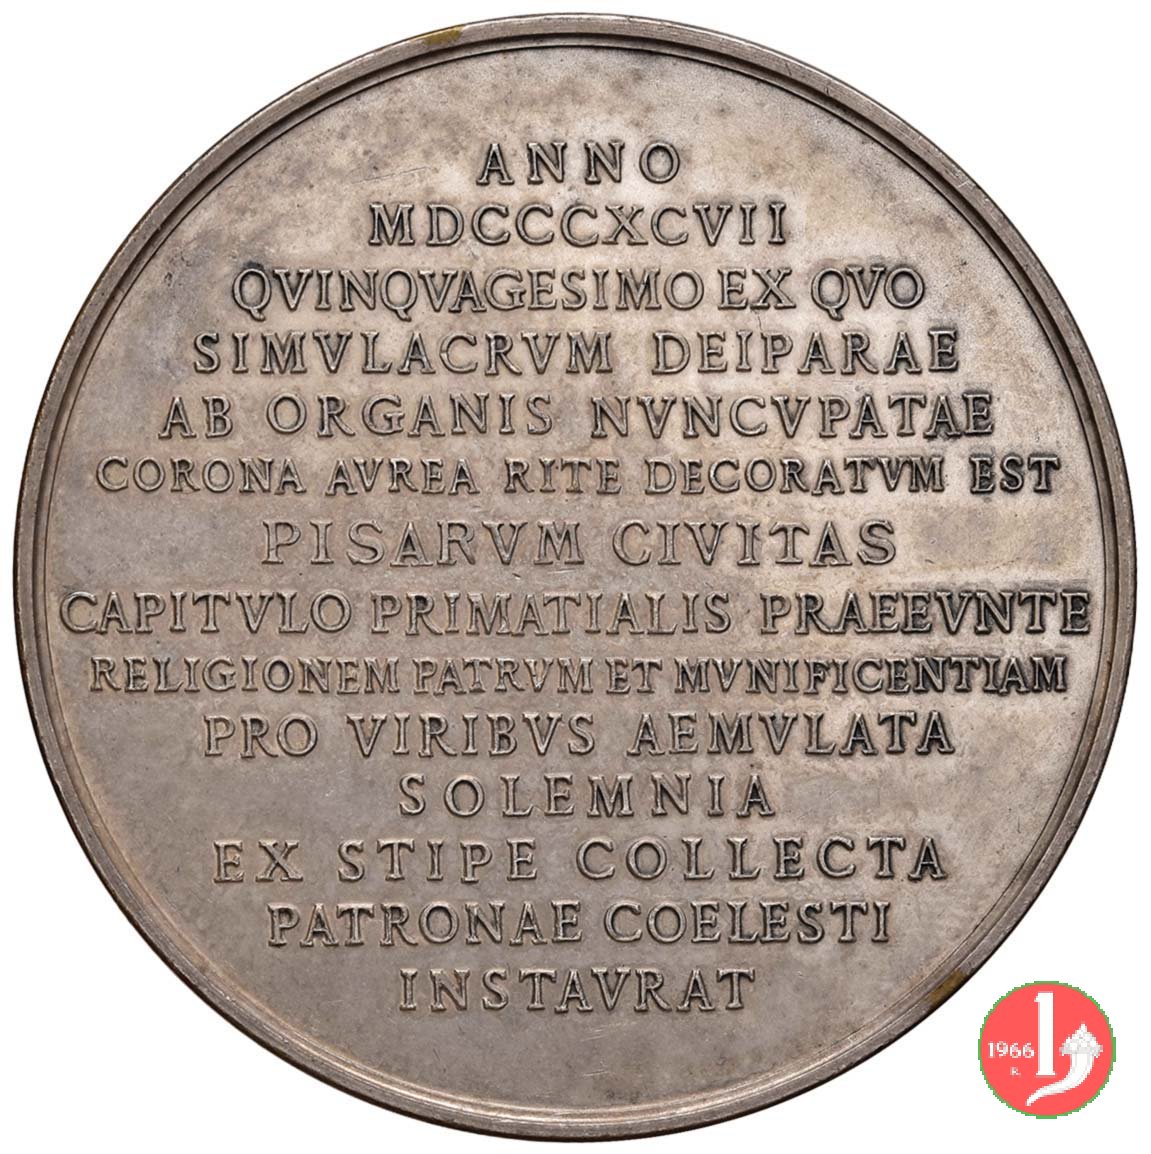 ANNO
MDCCCXCVII
QVINQVAGESIMO EX QVO
SIMVLACRVM DEIPARAE
AB ORGANIS NVNCVPATAE
CORONA AVREA RITE DECORATVM EST
PISARVM CIVITAS
CAPITVLO PRIMATIALIS PRAEEVNTE
RELIGIONEM PATRVM ET MVNIFICENTIAM
PRO VIRIBVS AEMVLATA
SOLEMNIA
EX STIPE COLLECTA
PATRONAE COELESTI
INSTAVRAT
1966
R